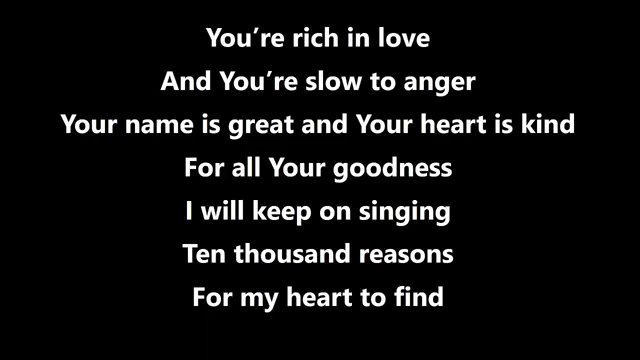 You’re rich in love
And You’re slow to anger
Your name is great and Your heart is kind
For all Your goodness
I will keep on singing
Ten thousand reasons
For my heart to find